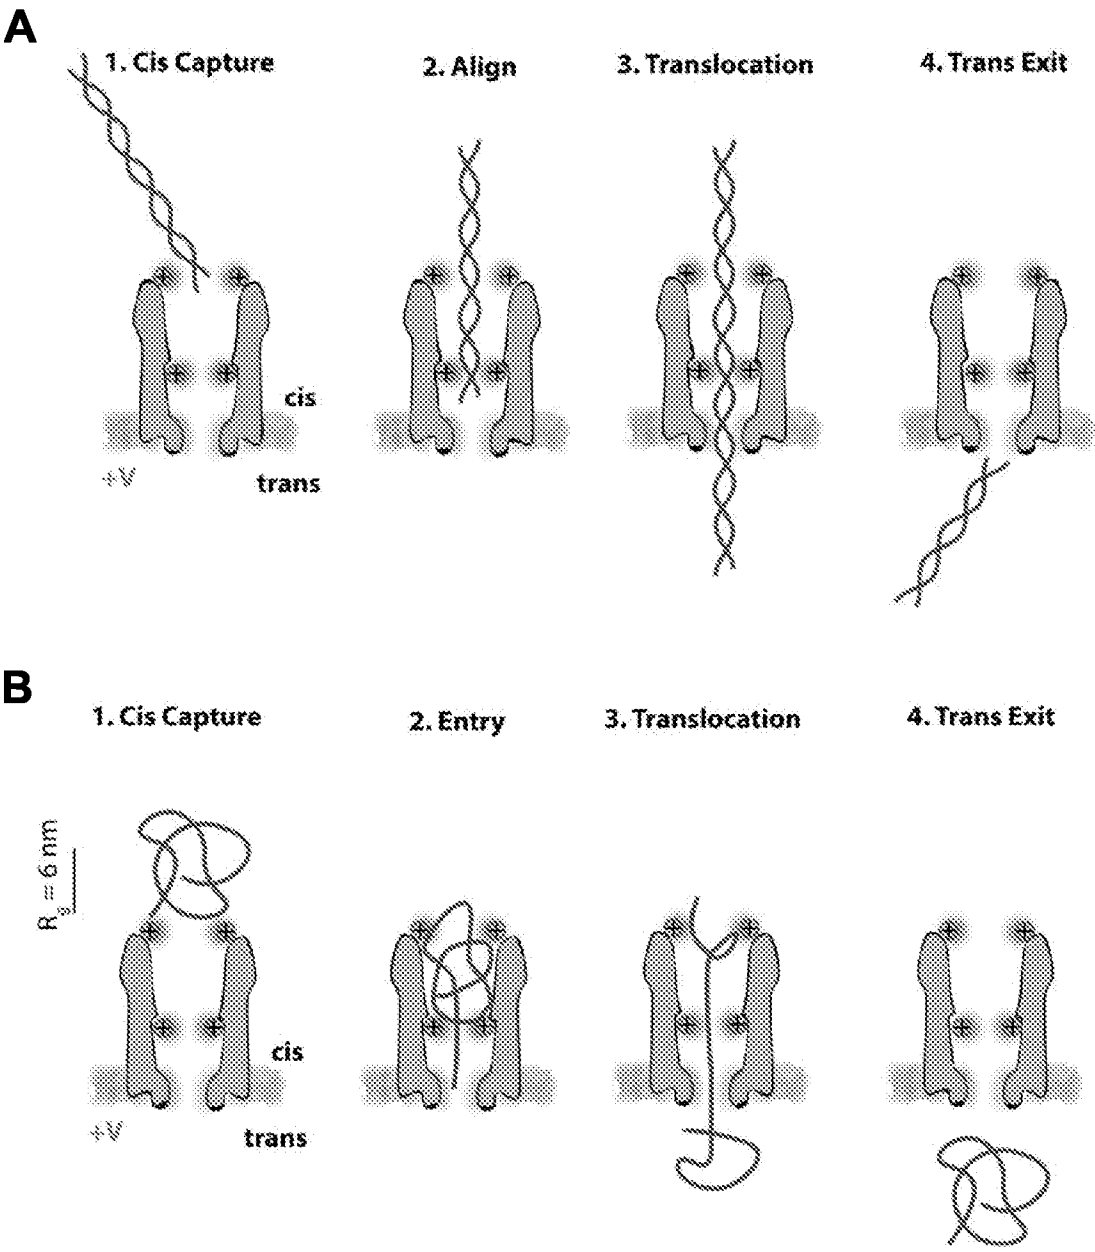 A
1. Cis Capture
2. Align
3. Translocation
4. Trans Exit
+ + + + + + + +
+ + + + + + + +
cis
+V
trans
B
1. Cis Capture
2. Entry
3. Translocation
4. Trans Exit
Rg = 6 nm
+ + + + + + + +
+ + + + + + + +
cis
+V
trans